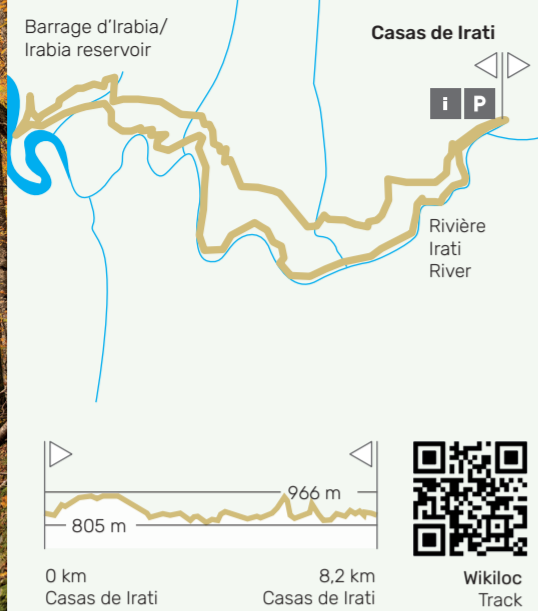 Barrage d'Irabia/
Irabia reservoir
Casas de Irati
i P
Rivière
Irati
River
966 m
805 m
0 km
Casas de Irati
8,2 km
Casas de Irati
Wikiloc
Track